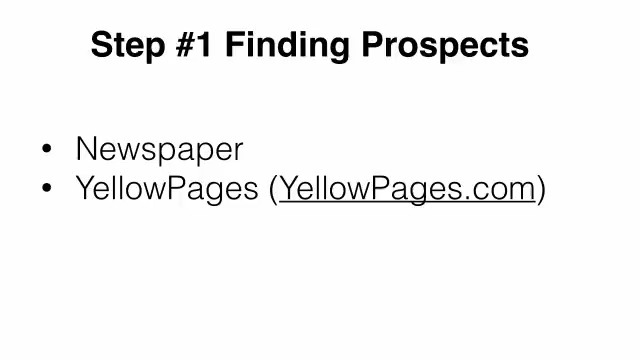 Step #1 Finding Prospects
• Newspaper
• YellowPages (YellowPages.com)